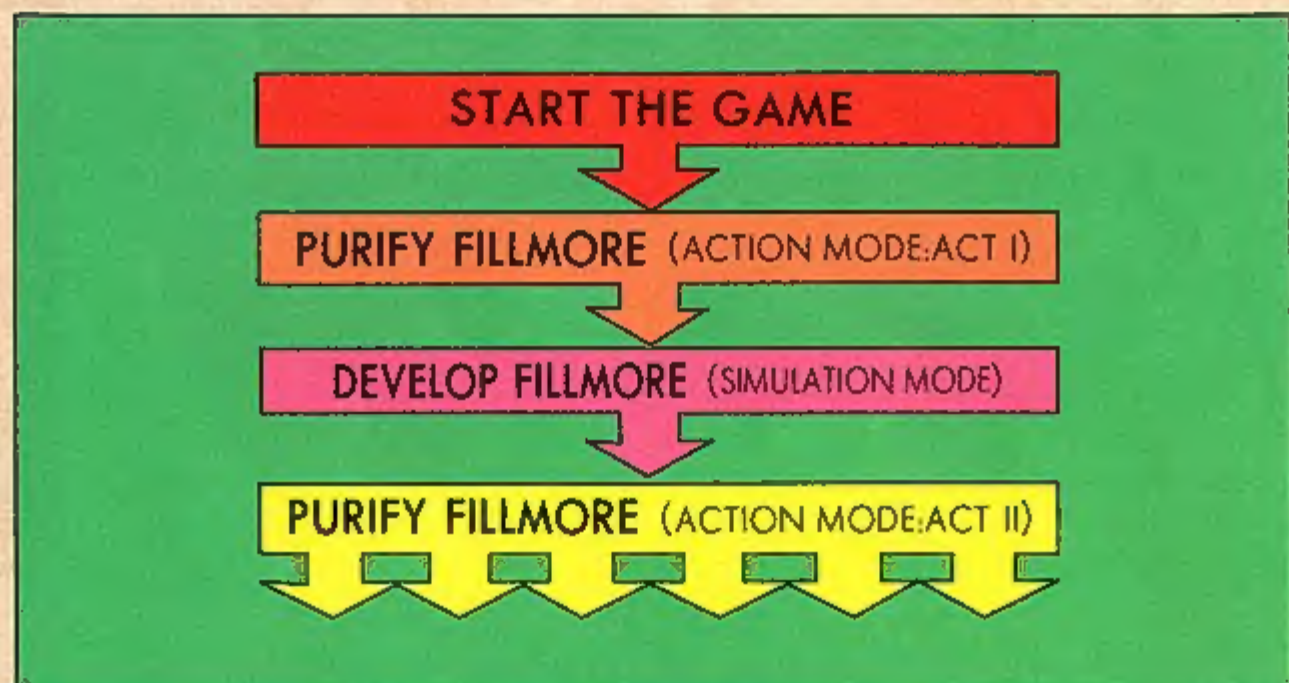 START THE GAME
PURIFY FILLMORE (ACTION MODE:ACT I)
DEVELOP FILLMORE (SIMULATION MODE)
PURIFY FILLMORE (ACTION MODE:ACT II)